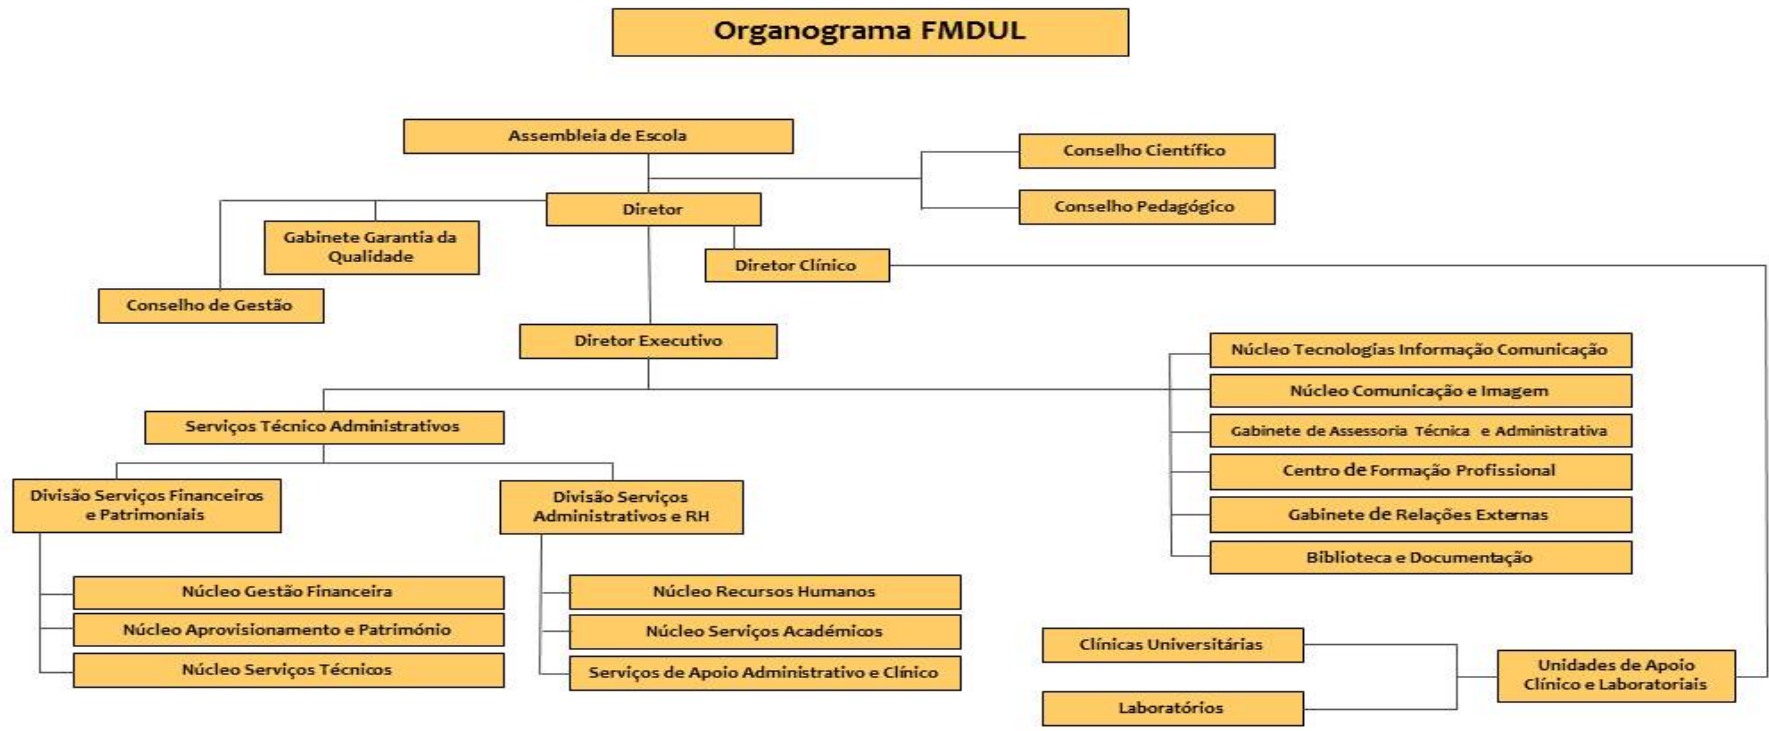 Organograma FMDUL
Assembleia de Escola
Conselho Científico
Conselho Pedagógico
Diretor
Gabinete Garantia da
Qualidade
Diretor Clínico
Conselho de Gestão
Diretor Executivo
Núcleo Tecnologias Informação Comunicação
Núcleo Comunicação e Imagem
Gabinete de Assessoria Técnica e Administrativa
Centro de Formação Profissional
Gabinete de Relações Externas
Biblioteca e Documentação
Serviços Técnico Administrativos
Divisão Serviços Financeiros
e Patrimoniais
Divisão Serviços
Administrativos e RH
Núcleo Gestão Financeira
Núcleo Aprovisionamento e Património
Núcleo Serviços Técnicos
Núcleo Recursos Humanos
Núcleo Serviços Académicos
Serviços de Apoio Administrativo e Clínico
Clínicas Universitárias
Laboratórios
Unidades de Apoio
Clínico e Laboratoriais